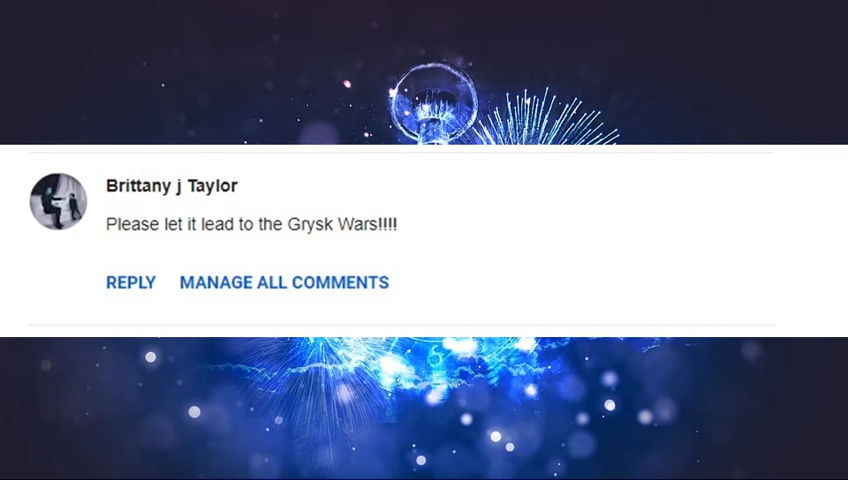 Brittany j Taylor
Please let it lead to the Grysk Wars!!!!
REPLY MANAGE ALL COMMENTS